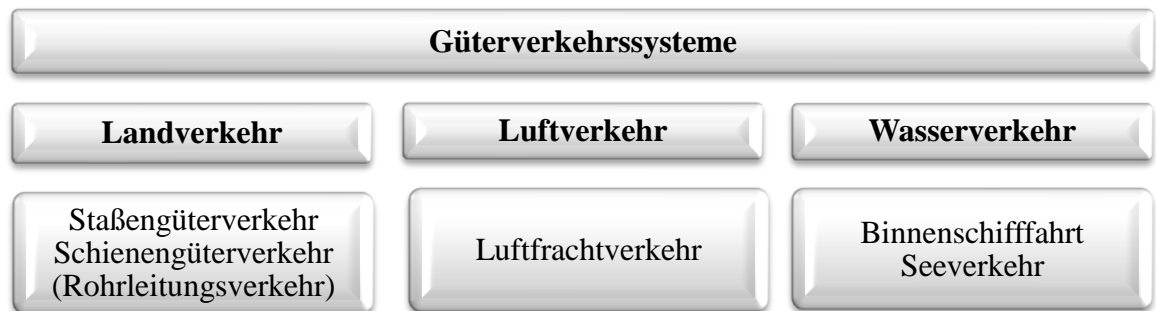 Güterverkehrssysteme
Landverkehr
Luftverkehr
Wasserverkehr
Staßengüterverkehr
Schienengüterverkehr
(Rohrleitungsverkehr)
Luftfrachtverkehr
Binnenschifffahrt
Seeverkehr